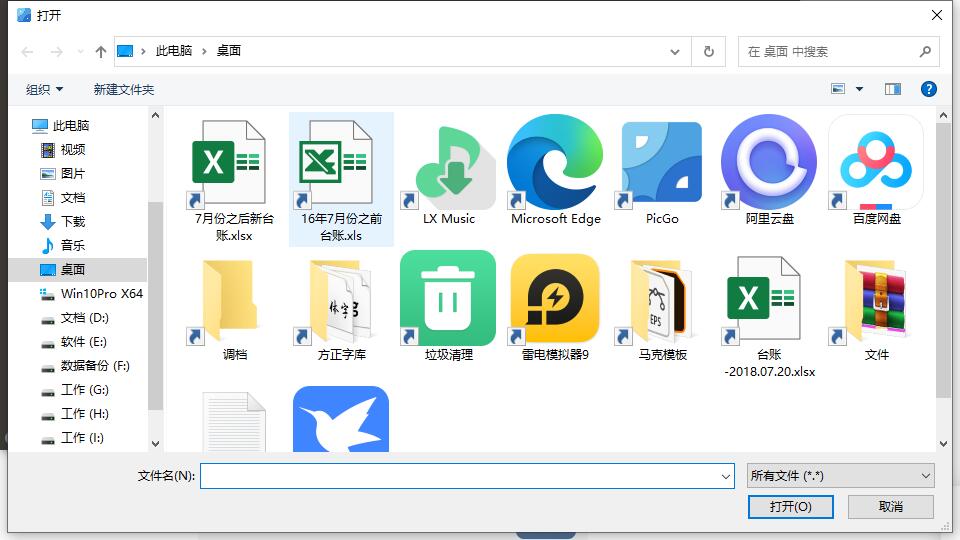 打开
此电脑 桌面
在 桌面 中搜索
组织 新建文件夹
此电脑
视频
图片
文档
下载
音乐
桌面
Win10Pro X64
文档 (D:)
软件 (E:)
数据备份 (F:)
工作 (G:)
工作 (H:)
工作 (I:)
7月份之后新台
账.xlsx
16年7月份之前
台账.xls
LX Music
Microsoft Edge
PicGo
阿里云盘
百度网盘
调档
方正字库
垃圾清理
雷电模拟器9
马克模板
台账
-2018.07.20.xlsx
文件
文件名(N):
所有文件 (*.*)
打开(O)
取消